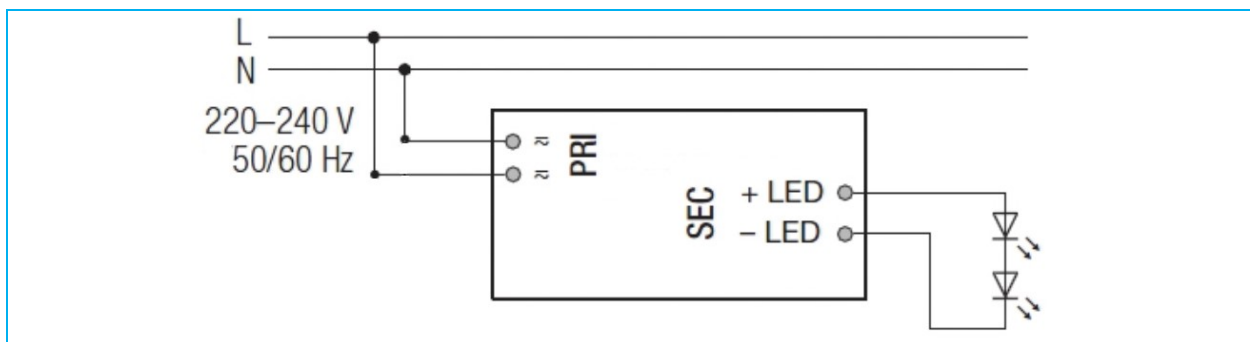 L
N
220–240 V
50/60 Hz
≂
≂
PRI
SEC
+ LED
– LED